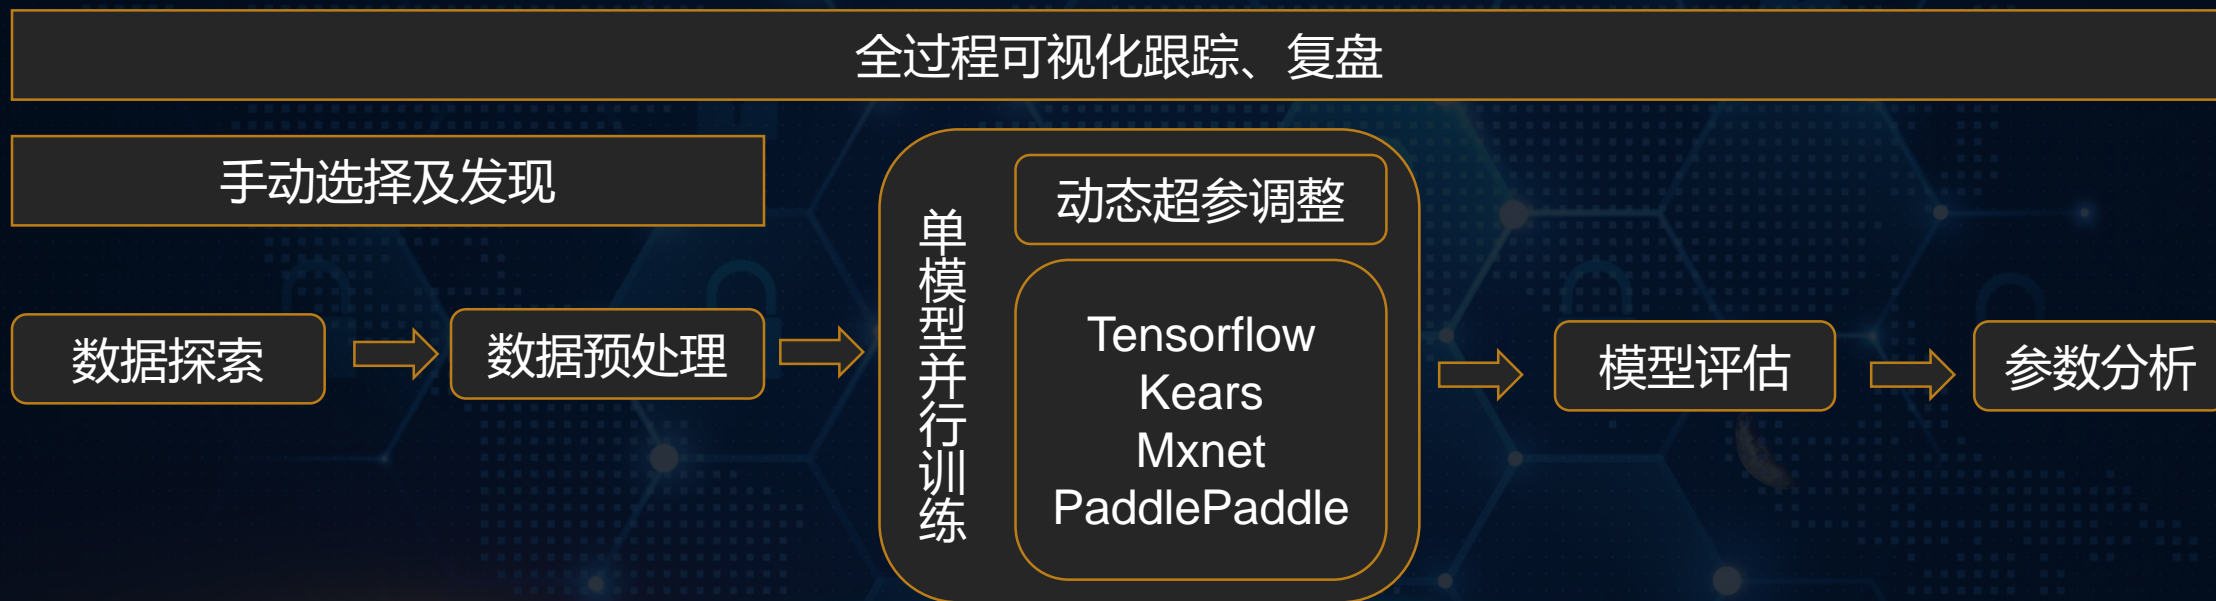 全过程可视化跟踪、复盘
手动选择及发现
数据探索
数据预处理
单模型并行训练
动态超参调整
Tensorflow
Kears
Mxnet
PaddlePaddle
模型评估
参数分析